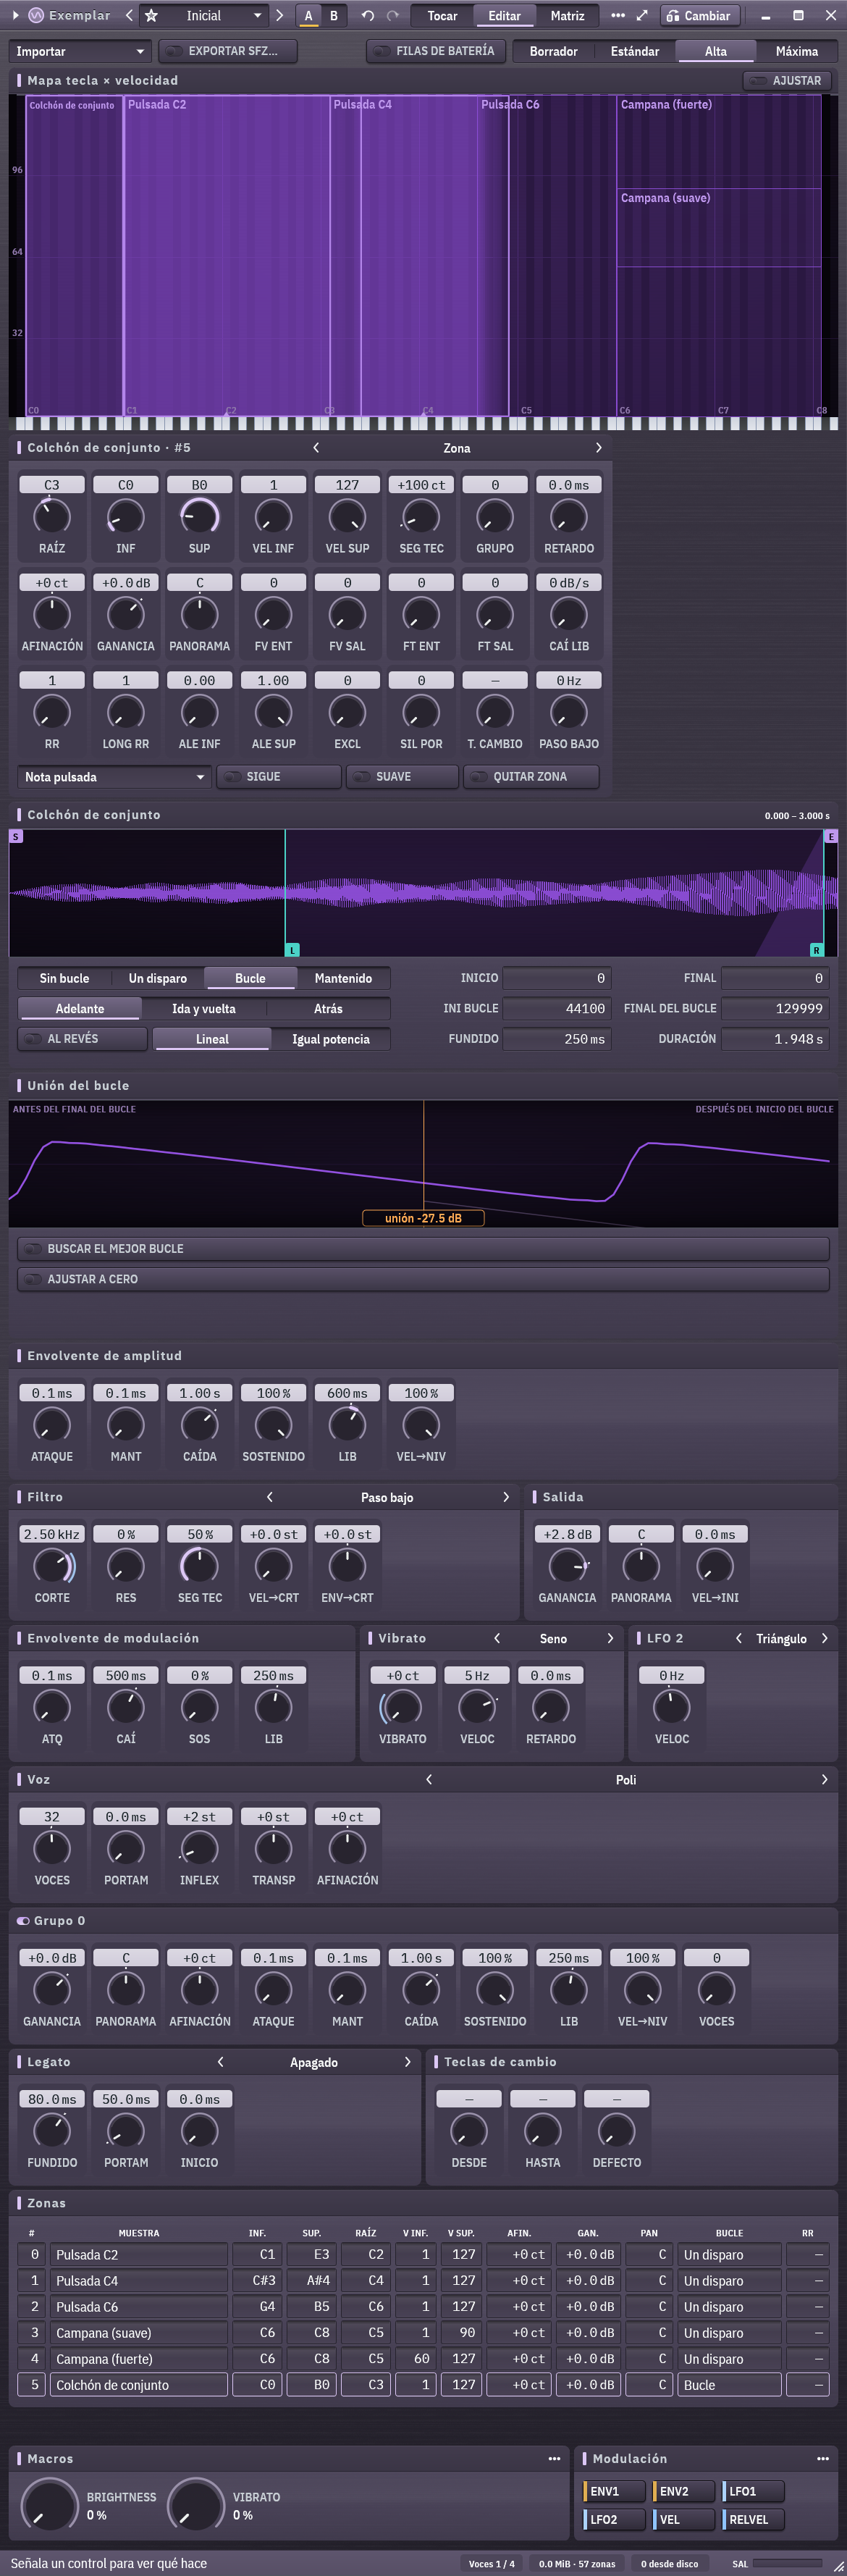 Exemplar
Inicial
A B
Tocar Editar Matriz
Cambiar
Importar
EXPORTAR SFZ...
FILAS DE BATERÍA
Borrador Estándar Alta Máxima
Mapa tecla × velocidad
AJUSTAR
Colchón de conjunto Pulsada C2 Pulsada C4 Pulsada C6 Campana (fuerte)
96
Campana (suave)
64
32
C0 C1 C2 C3 C4 C5 C6 C7 C8
Colchón de conjunto · #5
Zona
C3 C0 B0 1 127 +100 ct 0 0.0 ms
RAÍZ INF SUP VEL INF VEL SUP SEG TEC GRUPO RETARDO
+0 ct +0.0 dB C 0 0 0 0 0 dB/s
AFINACIÓN GANANCIA PANORAMA FV ENT FV SAL FT ENT FT SAL CAÍ LIB
1 1 0.00 1.00 0 0 — 0 Hz
RR LONG RR ALE INF ALE SUP EXCL SIL POR T. CAMBIO PASO BAJO
Nota pulsada
SIGUE
SUAVE
QUITAR ZONA
Colchón de conjunto
0.000 – 3.000 s
S E
L R
Sin bucle Un disparo Bucle Mantenido
INICIO 0 FINAL 0
Adelante Ida y vuelta Atrás
INI BUCLE 44100 FINAL DEL BUCLE 129999
AL REVÉS Lineal Igual potencia
FUNDIDO 250 ms DURACIÓN 1.948 s
Unión del bucle
ANTES DEL FINAL DEL BUCLE DESPUÉS DEL INICIO DEL BUCLE
unión -27.5 dB
BUSCAR EL MEJOR BUCLE
AJUSTAR A CERO
Envolvente de amplitud
0.1 ms 0.1 ms 1.00 s 100 % 600 ms 100 %
ATAQUE MANT CAÍDA SOSTENIDO LIB VEL→NIV
Filtro
Paso bajo
Salida
2.50 kHz 0 % 50 % +0.0 st +0.0 st +2.8 dB C 0.0 ms
CORTE RES SEG TEC VEL→CRT ENV→CRT GANANCIA PANORAMA VEL→INI
Envolvente de modulación
Vibrato
Seno
LFO 2
Triángulo
0.1 ms 500 ms 0 % 250 ms +0 ct 5 Hz 0.0 ms 0 Hz
ATQ CAÍ SOS LIB VIBRATO VELOC RETARDO VELOC
Voz
Poli
32 0.0 ms +2 st +0 st +0 ct
VOCES PORTAM INFLEX TRANSP AFINACIÓN
Grupo 0
+0.0 dB C +0 ct 0.1 ms 0.1 ms 1.00 s 100 % 250 ms 100 % 0
GANANCIA PANORAMA AFINACIÓN ATAQUE MANT CAÍDA SOSTENIDO LIB VEL→NIV VOCES
Legato
Apagado
Teclas de cambio
80.0 ms 50.0 ms 0.0 ms — — —
FUNDIDO PORTAM INICIO DESDE HASTA DEFECTO
Zonas
# MUESTRA INF. SUP. RAÍZ V INF. V SUP. AFIN. GAN. PAN BUCLE RR
0 Pulsada C2 C1 E3 C2 1 127 +0 ct +0.0 dB C Un disparo —
1 Pulsada C4 C#3 A#4 C4 1 127 +0 ct +0.0 dB C Un disparo —
2 Pulsada C6 G4 B5 C6 1 127 +0 ct +0.0 dB C Un disparo —
3 Campana (suave) C6 C8 C5 1 90 +0 ct +0.0 dB C Un disparo —
4 Campana (fuerte) C6 C8 C5 60 127 +0 ct +0.0 dB C Un disparo —
5 Colchón de conjunto C0 B0 C3 1 127 +0 ct +0.0 dB C Bucle —
Macros
Modulación
BRIGHTNESS
0 %
VIBRATO
0 %
ENV1 ENV2 LFO1
LFO2 VEL RELVEL
Señala un control para ver qué hace
Voces 1 / 4
0.0 MiB · 57 zonas
0 desde disco
SAL